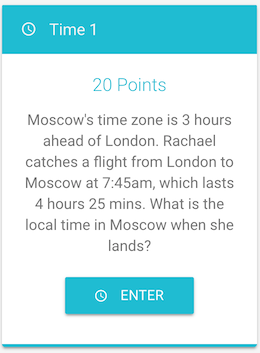 Time 1
20 Points
Moscow's time zone is 3 hours
ahead of London. Rachael
catches a flight from London to
Moscow at 7:45am, which lasts
4 hours 25 mins. What is the
local time in Moscow when she
lands?
ENTER